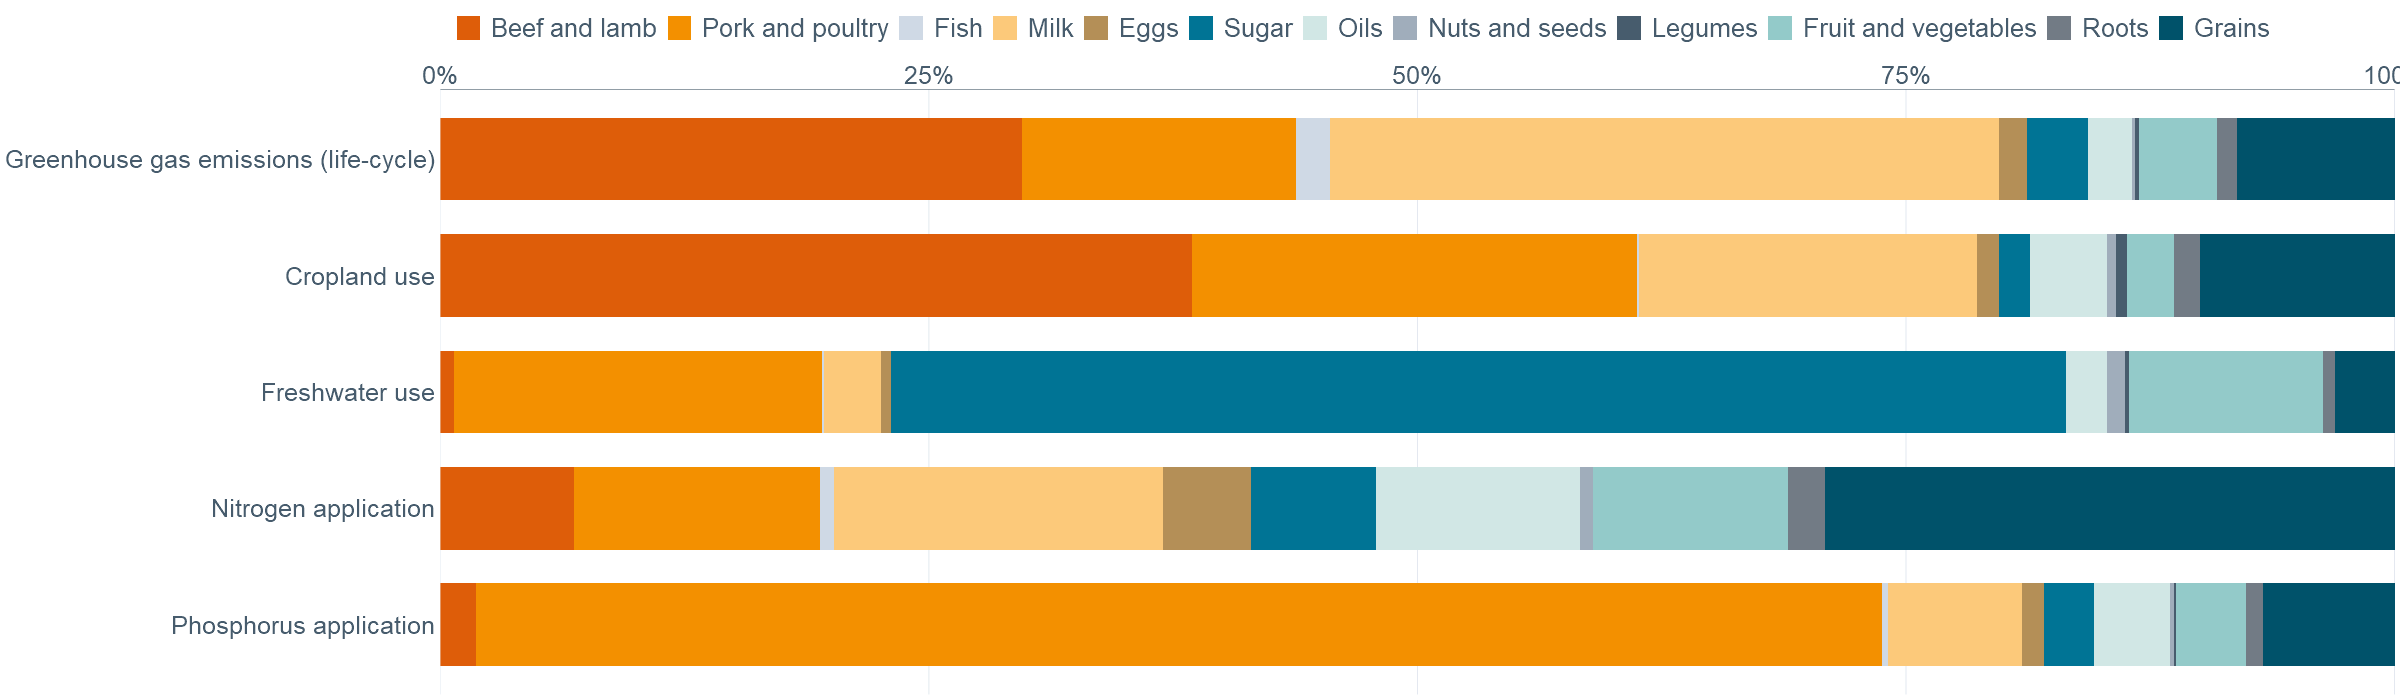 Beef and lamb Pork and poultry Fish Milk Eggs Sugar Oils Nuts and seeds Legumes Fruit and vegetables Roots Grains
0% 25% 50% 75% 100
Greenhouse gas emissions (life-cycle)
Cropland use
Freshwater use
Nitrogen application
Phosphorus application